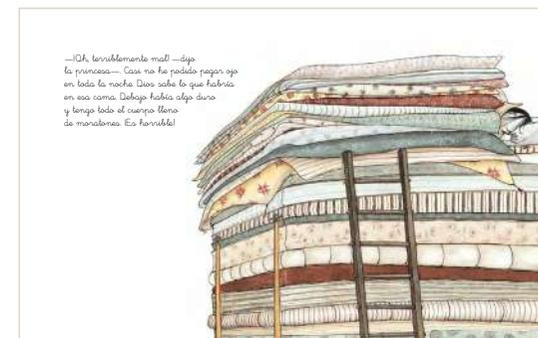 —¡Oh, terriblemente mal! —dijo
la princesa—. Casi no he podido pegar ojo
en toda la noche. Dios sabe lo que habría
en esa cama. Debajo había algo duro
y tengo todo el cuerpo lleno
de moratones. ¡Es horrible!